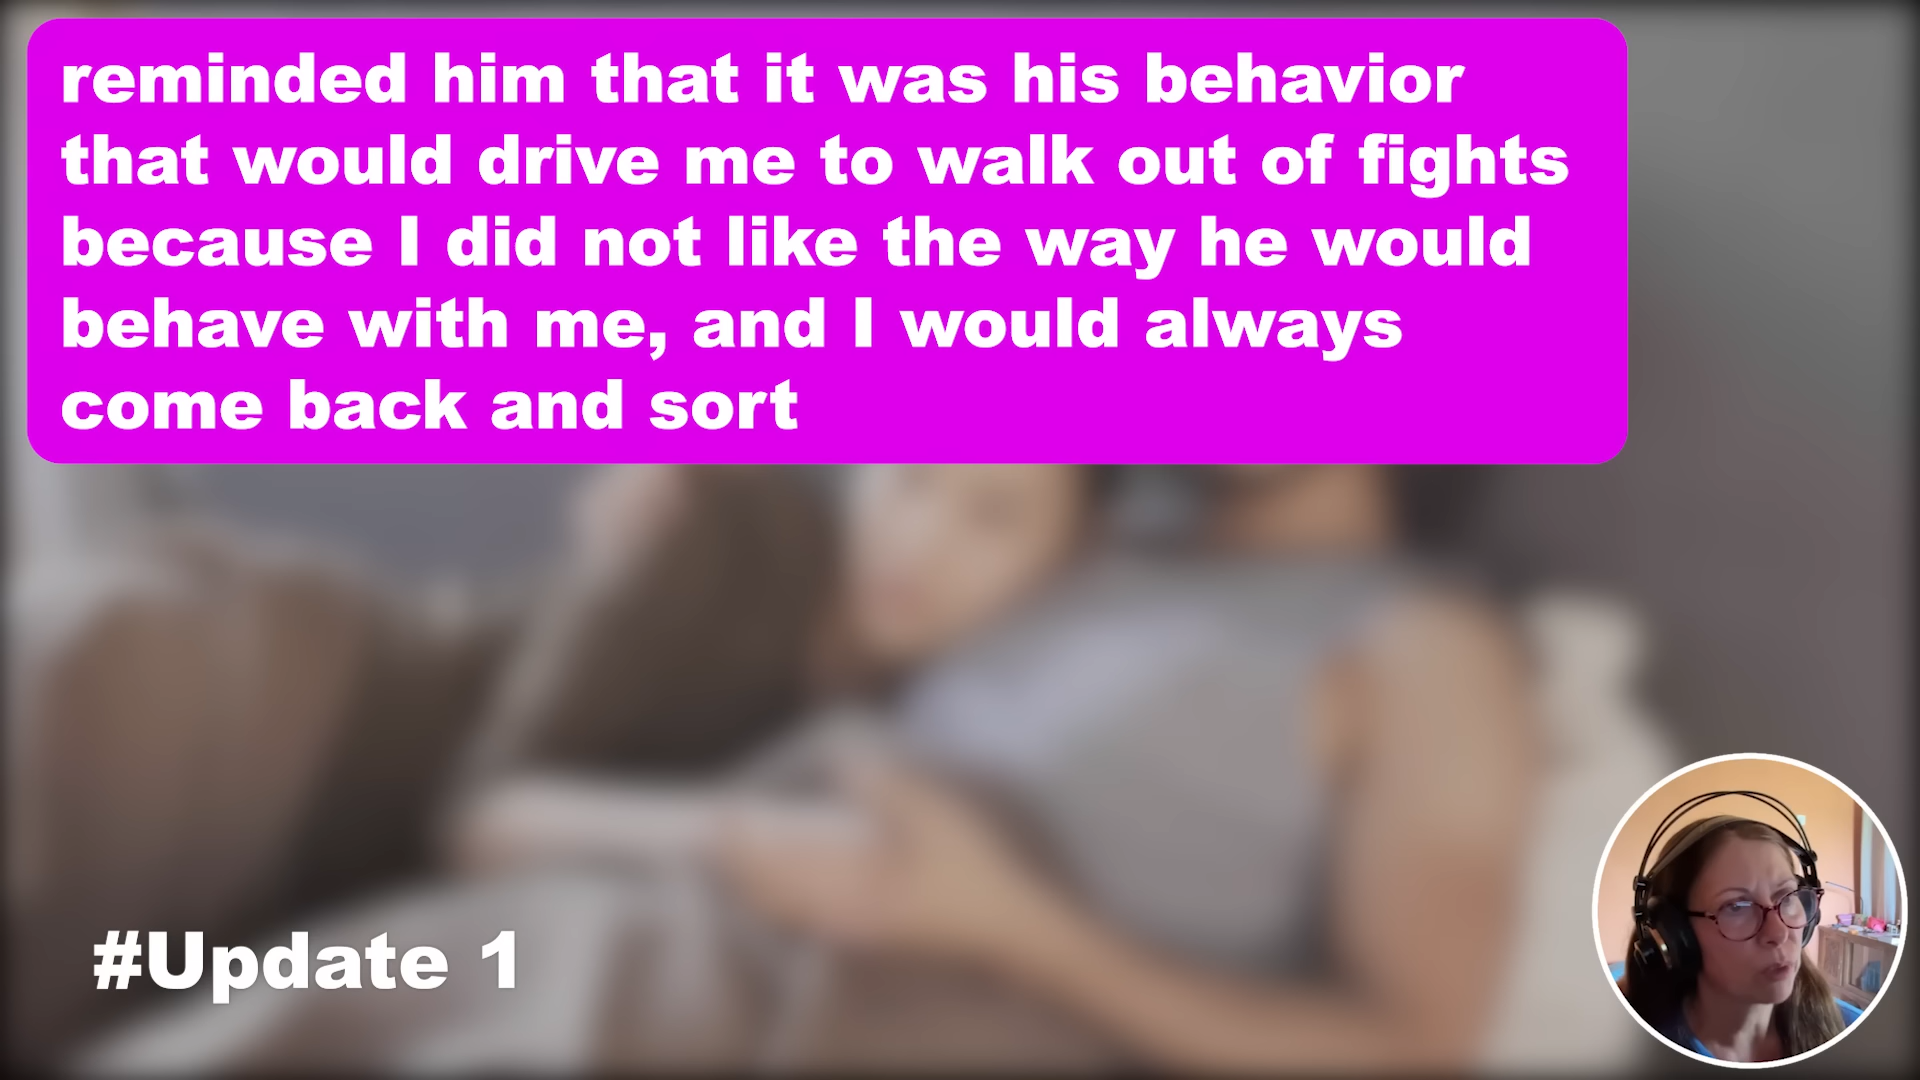 reminded him that it was his behavior
that would drive me to walk out of fights
because I did not like the way he would
behave with me, and I would always
come back and sort
#Update 1